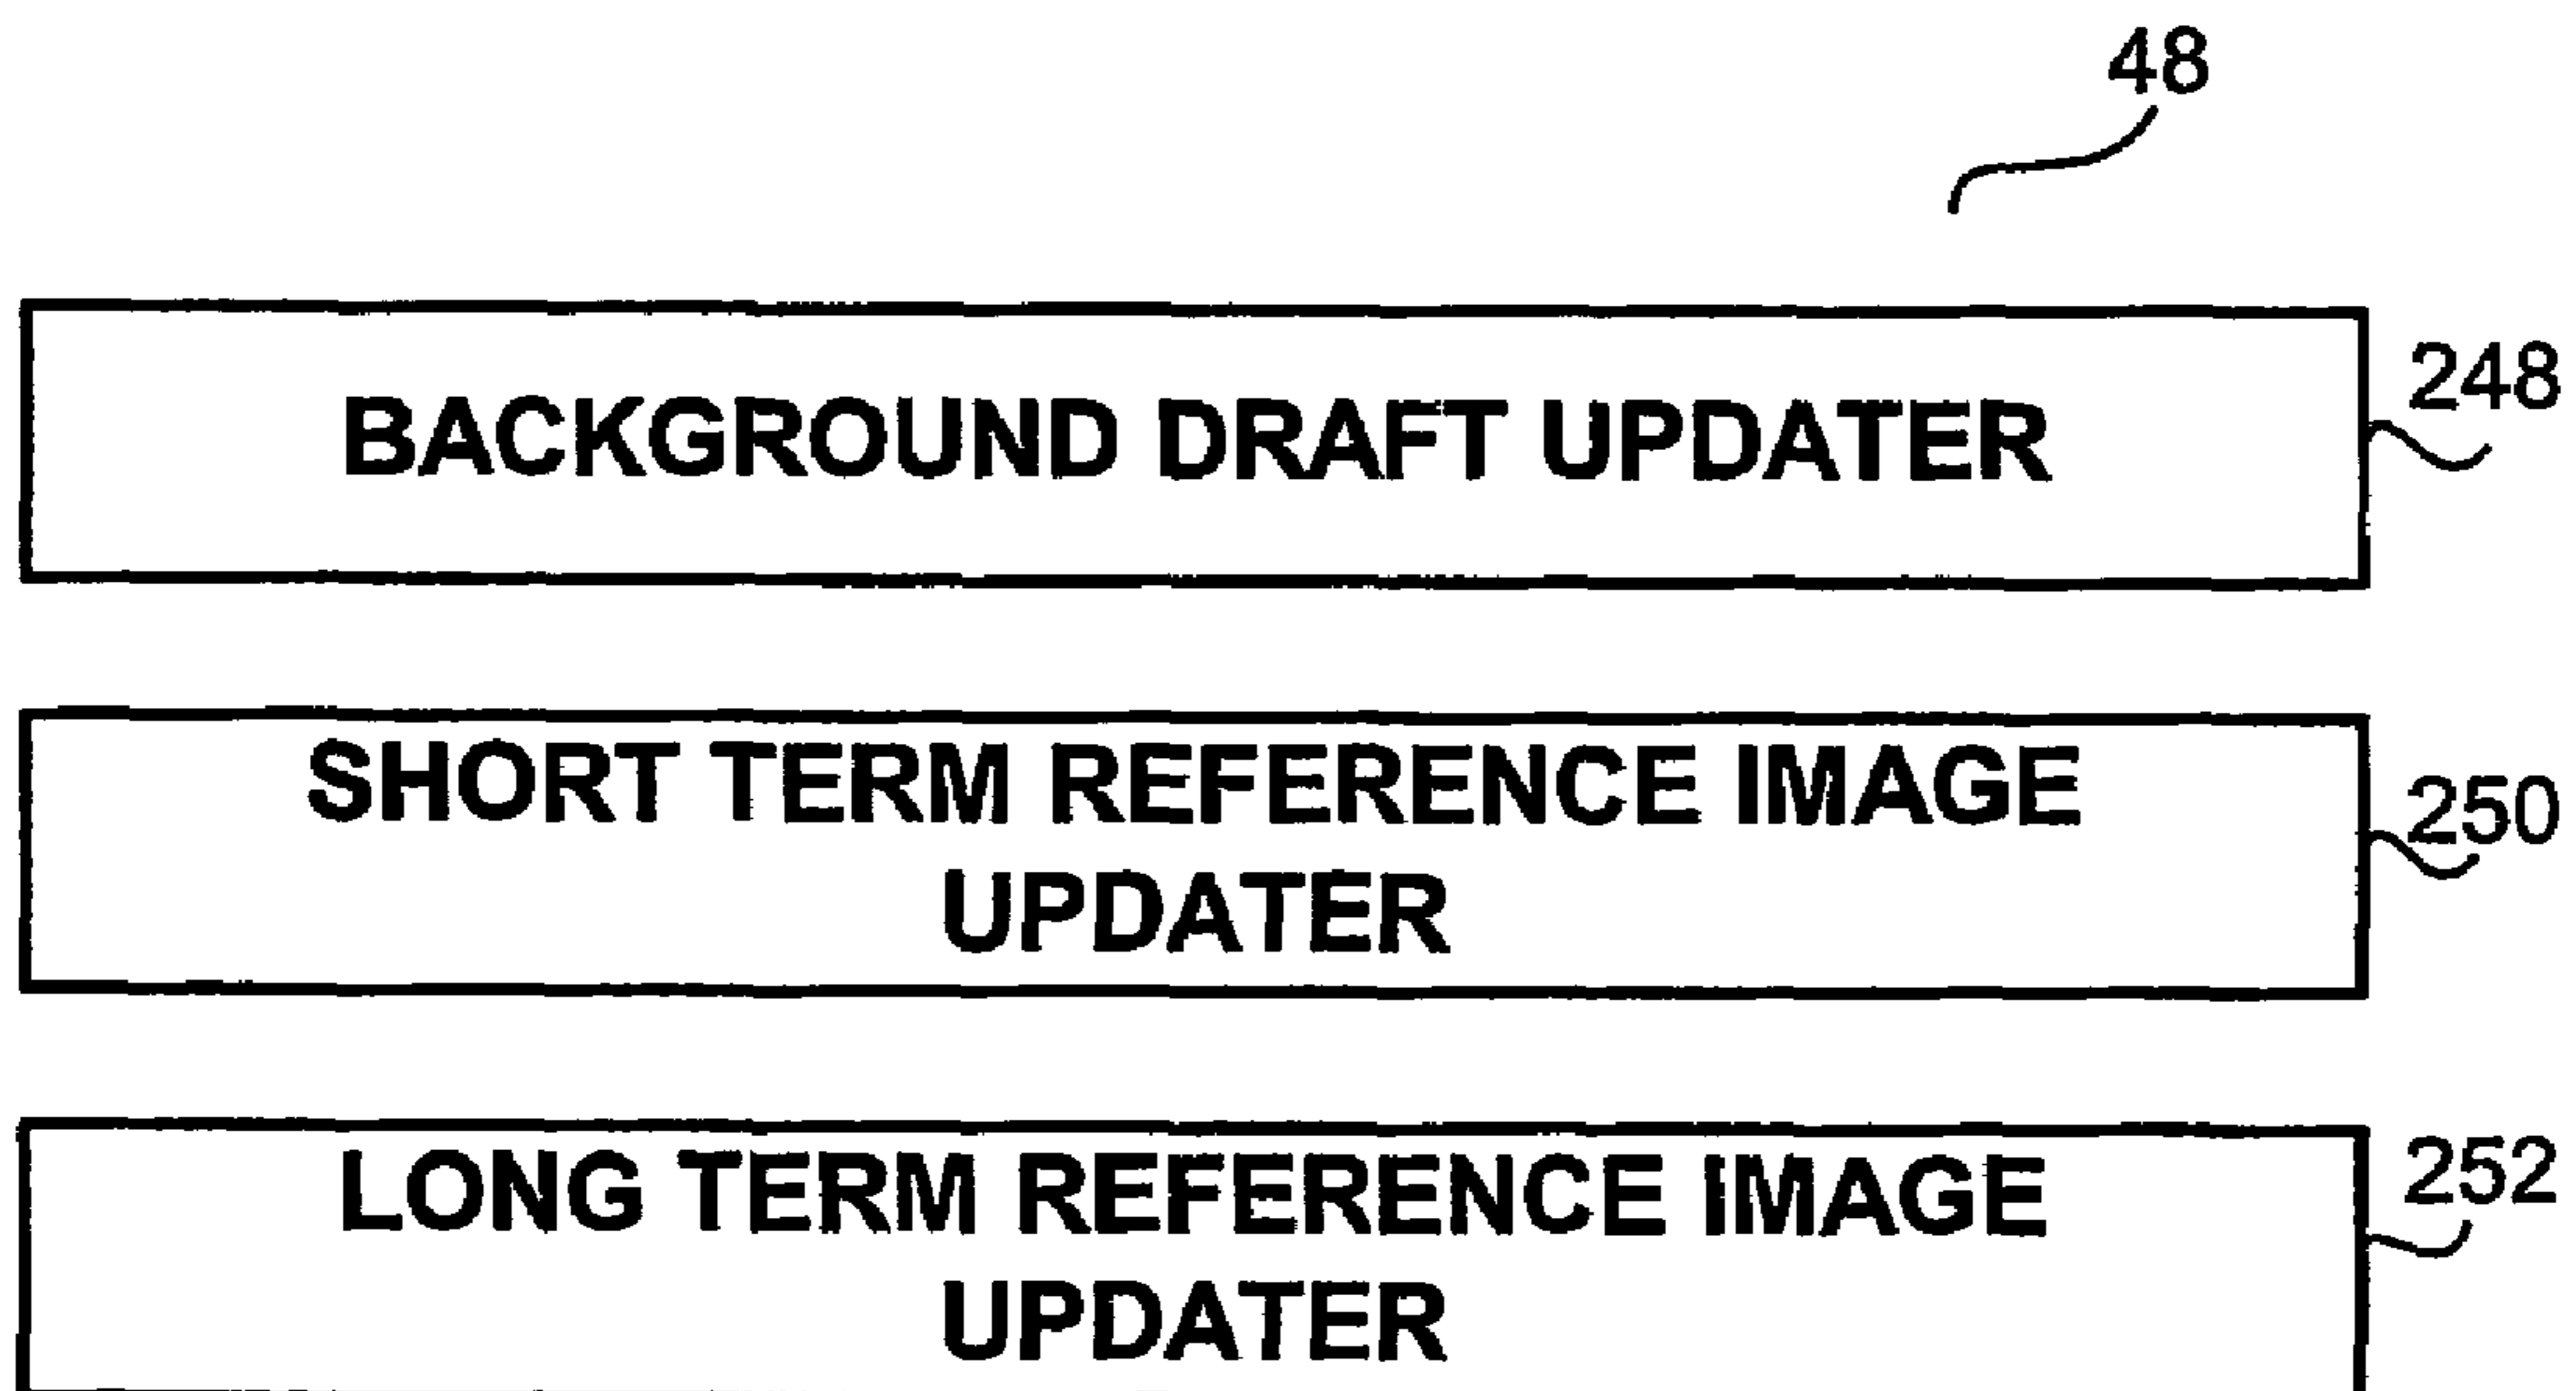 48
BACKGROUND DRAFT UPDATER
248
SHORT TERM REFERENCE IMAGE
UPDATER
250
LONG TERM REFERENCE IMAGE
UPDATER
252